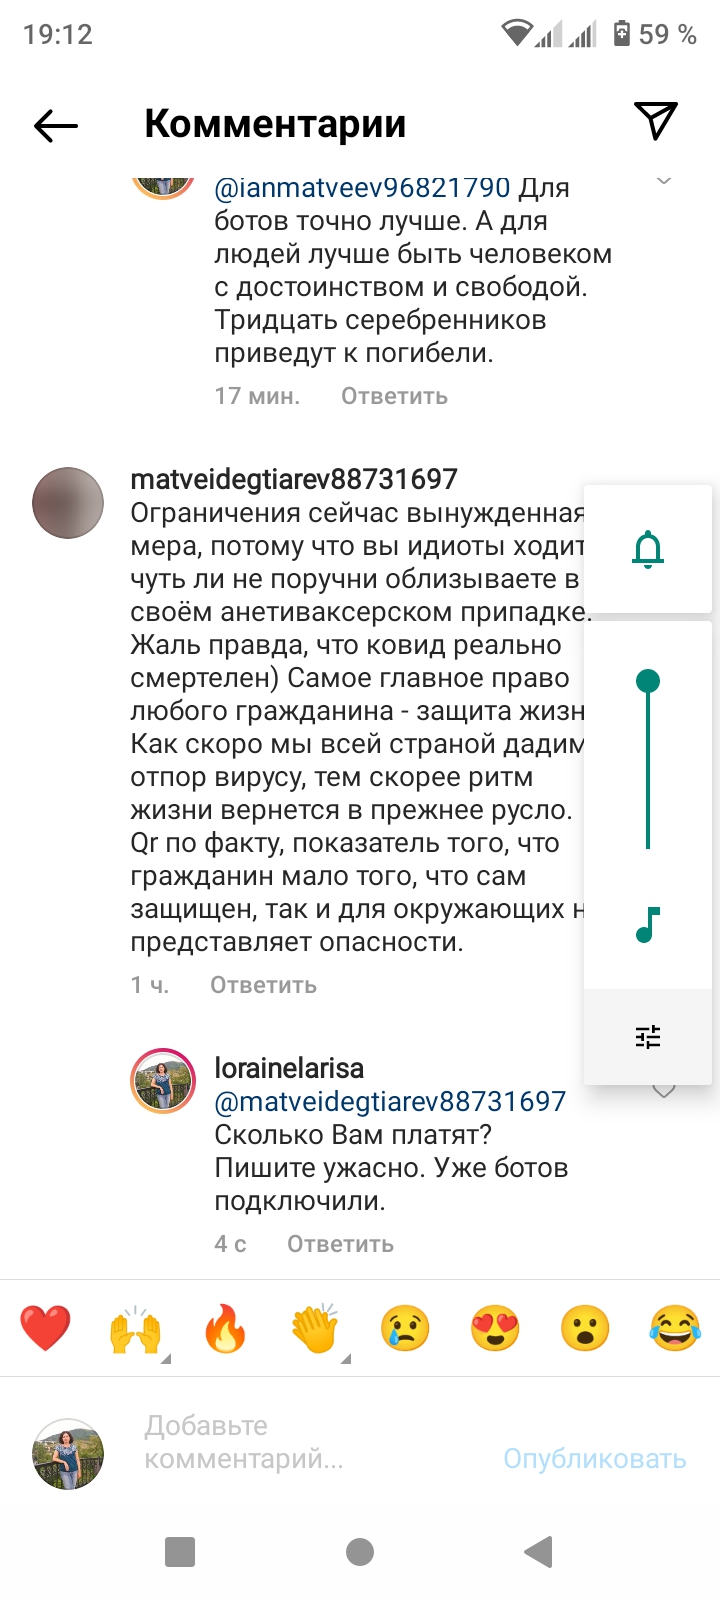 19:12
59 %
Комментарии
@ianmatveev96821790 Для
ботов точно лучше. А для
людей лучше быть человеком
с достоинством и свободой.
Тридцать серебренников
приведут к погибели.
17 мин. Ответить
matveidegtiarev88731697
Ограничения сейчас вынужденная
мера, потому что вы идиоты ходит
чуть ли не поручни облизываете в
своём анетиваксерском припадке.
Жаль правда, что ковид реально
смертелен) Самое главное право
любого гражданина - защита жизн
Как скоро мы всей страной дадим
отпор вирусу, тем скорее ритм
жизни вернется в прежнее русло.
Qr по факту, показатель того, что
гражданин мало того, что сам
защищен, так и для окружающих н
представляет опасности.
1 ч. Ответить
lorainelarisa
@matveidegtiarev88731697
Сколько Вам платят?
Пишите ужасно. Уже ботов
подключили.
4 с Ответить
Добавьте
комментарий...
Опубликовать